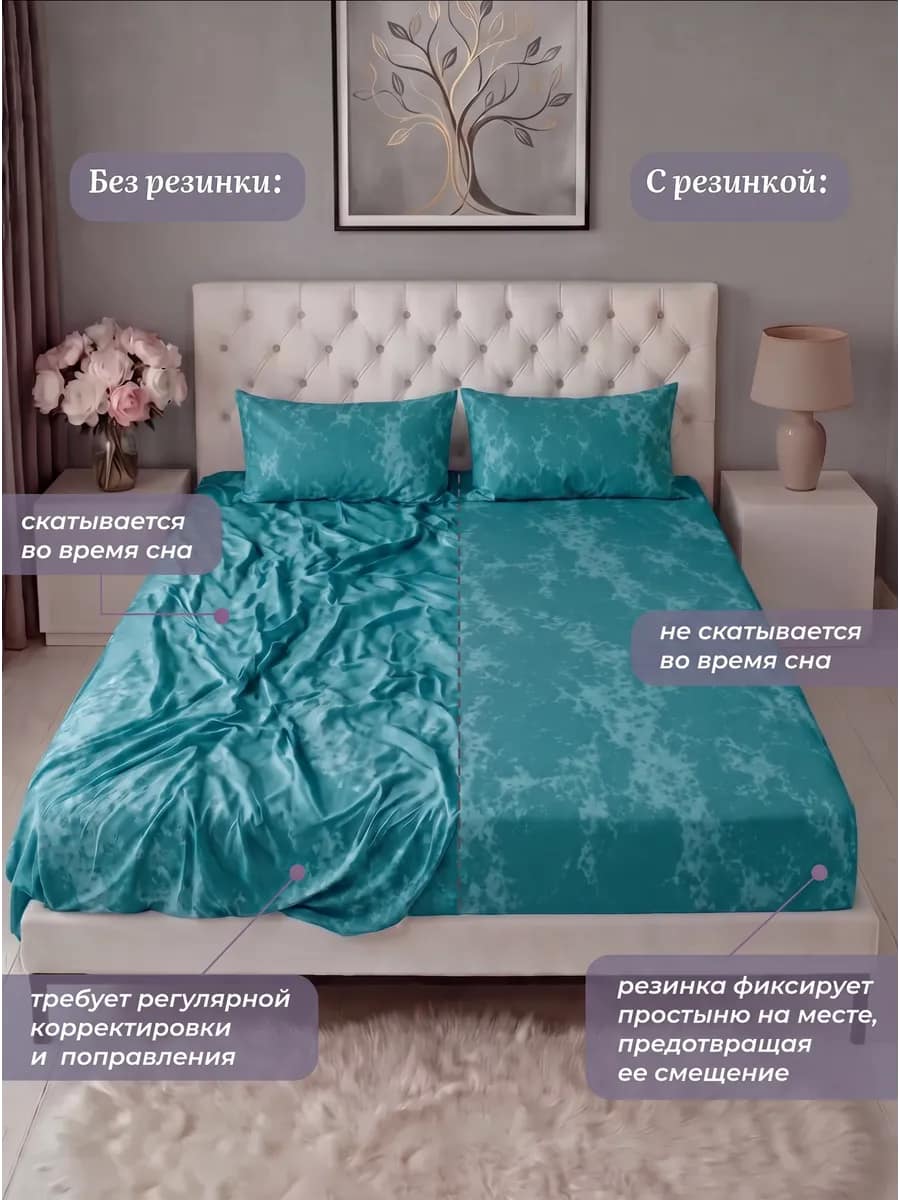 Без резинки:
С резинкой:
скатывается
во время сна
не скатывается
во время сна
требует регулярной
корректировки
и поправления
резинка фиксирует
простыню на месте,
предотвращая
ее смещение